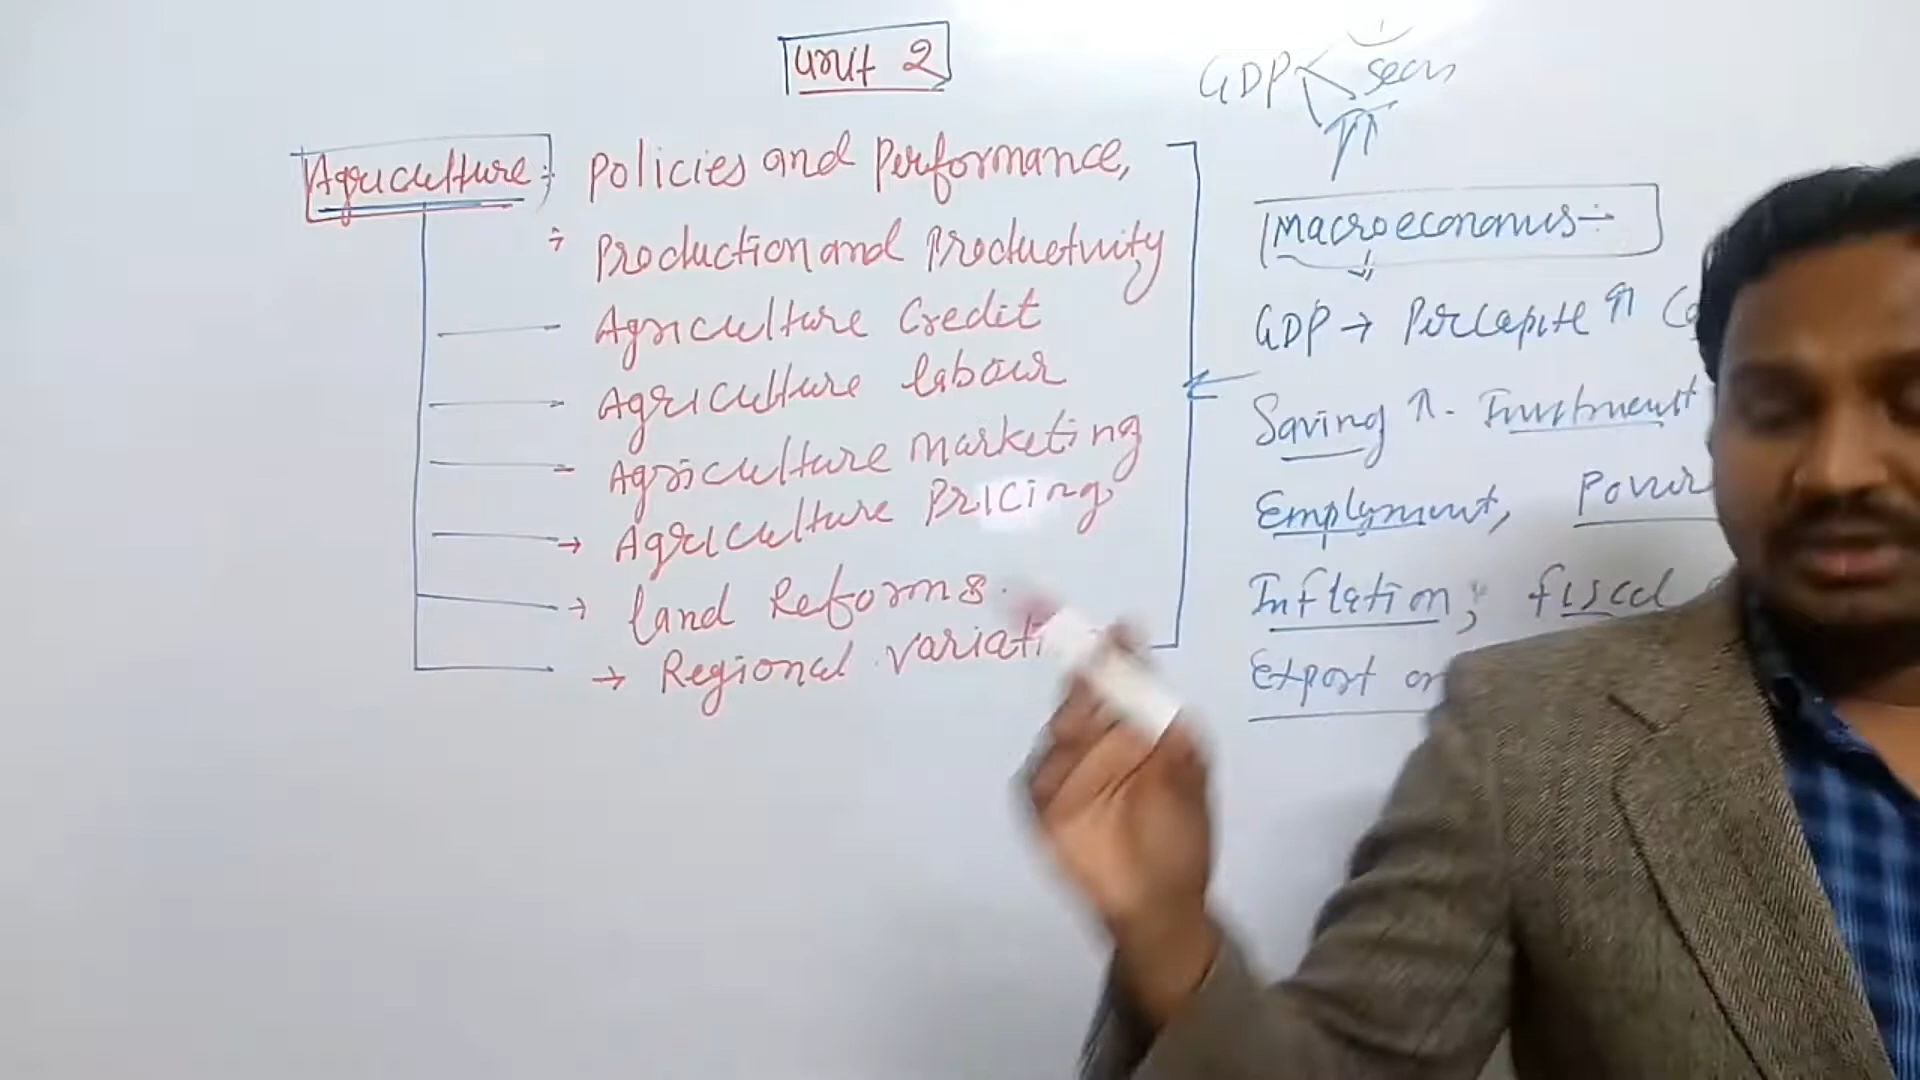 Unit 2
Agriculture :- Policies and Performance,
÷ Production and Productivity
Agriculture Credit
Agriculture labour
Agriculture Marketing
→ Agriculture Pricing,
→ land Reforms.
→ Regional variati
GDP
Macroeconomics ÷
GDP → Percapite
Saving ↑. Investment
Employment,
Inflation; fiscal
Export